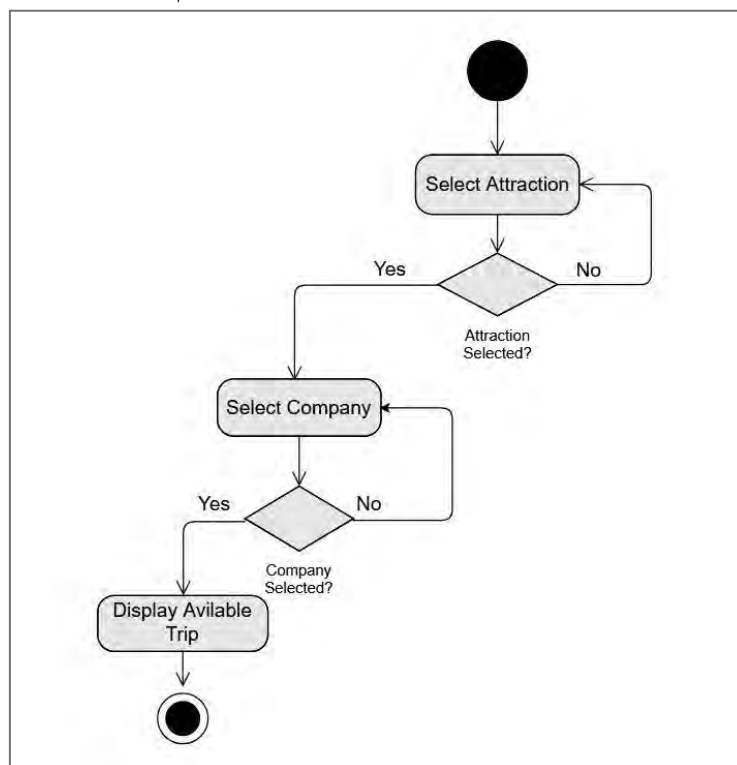 Select Attraction
Yes
No
Attraction
Selected?
Select Company
Yes
No
Company
Selected?
Display Avilable
Trip